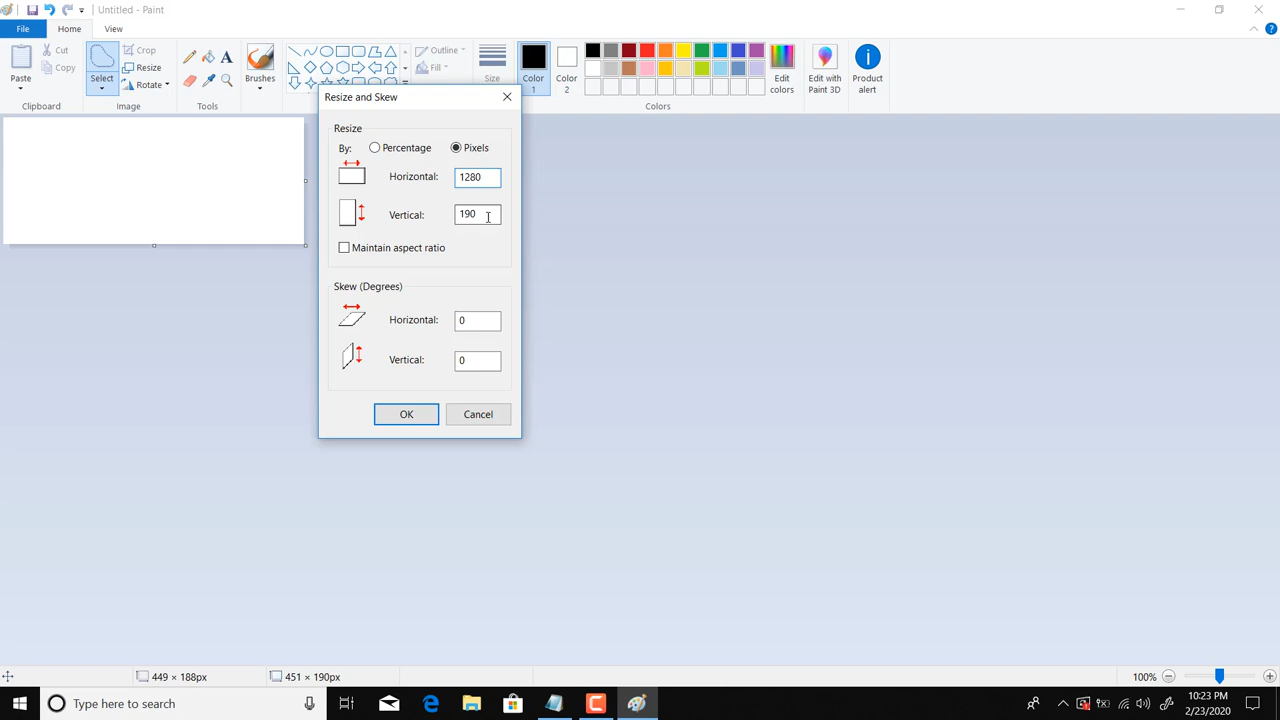 Untitled - Paint
File Home View
Paste
Cut
Copy
Clipboard
Select
Crop
Resize
Rotate
Image
Tools
Brushes
Outline
Fill
Size
Color 1
Color 2
Colors
Edit colors
Edit with Paint 3D
Product alert
Resize and Skew
Resize
By: Percentage Pixels
Horizontal: 1280
Vertical: 190
Maintain aspect ratio
Skew (Degrees)
Horizontal: 0
Vertical: 0
OK Cancel
449 × 188px 451 × 190px 100%
Type here to search
10:23 PM
2/23/2020